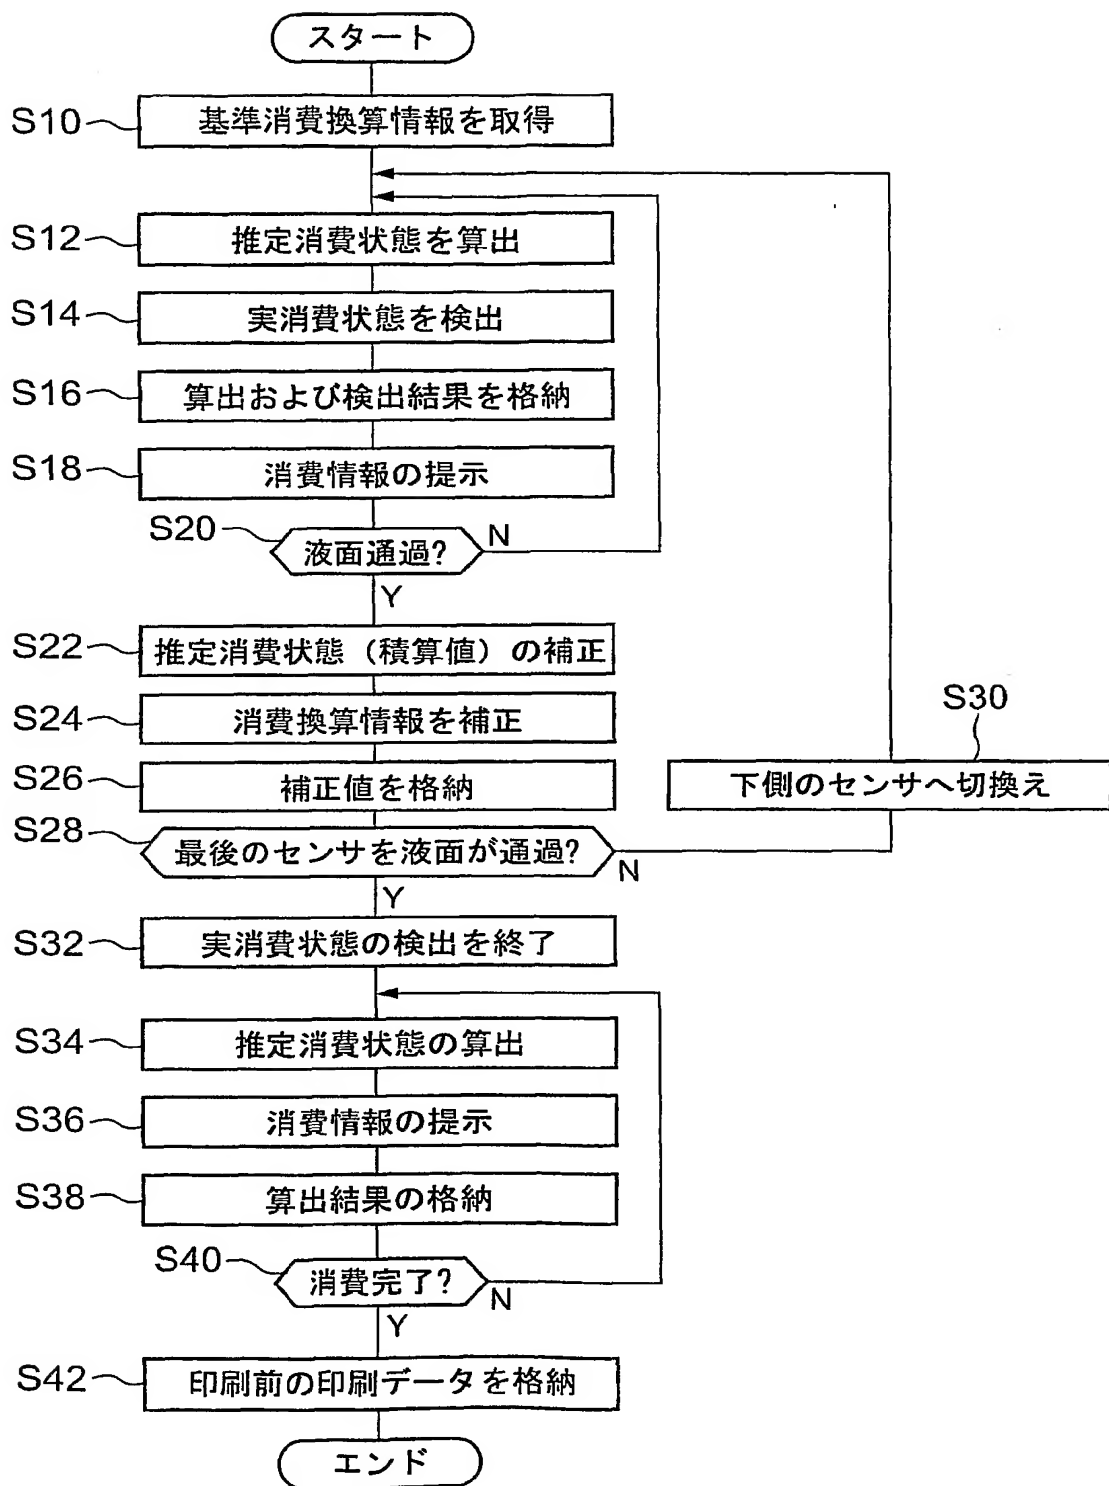 スタート
S10 基準消費換算情報を取得
S12 推定消費状態を算出
S14 実消費状態を検出
S16 算出および検出結果を格納
S18 消費情報の提示
S20 液面通過? N
Y
S22 推定消費状態（積算値）の補正
S24 消費換算情報を補正
S30
S26 補正値を格納
下側のセンサへ切換え
S28 最後のセンサを液面が通過? N
Y
S32 実消費状態の検出を終了
S34 推定消費状態の算出
S36 消費情報の提示
S38 算出結果の格納
S40 消費完了? N
Y
S42 印刷前の印刷データを格納
エンド